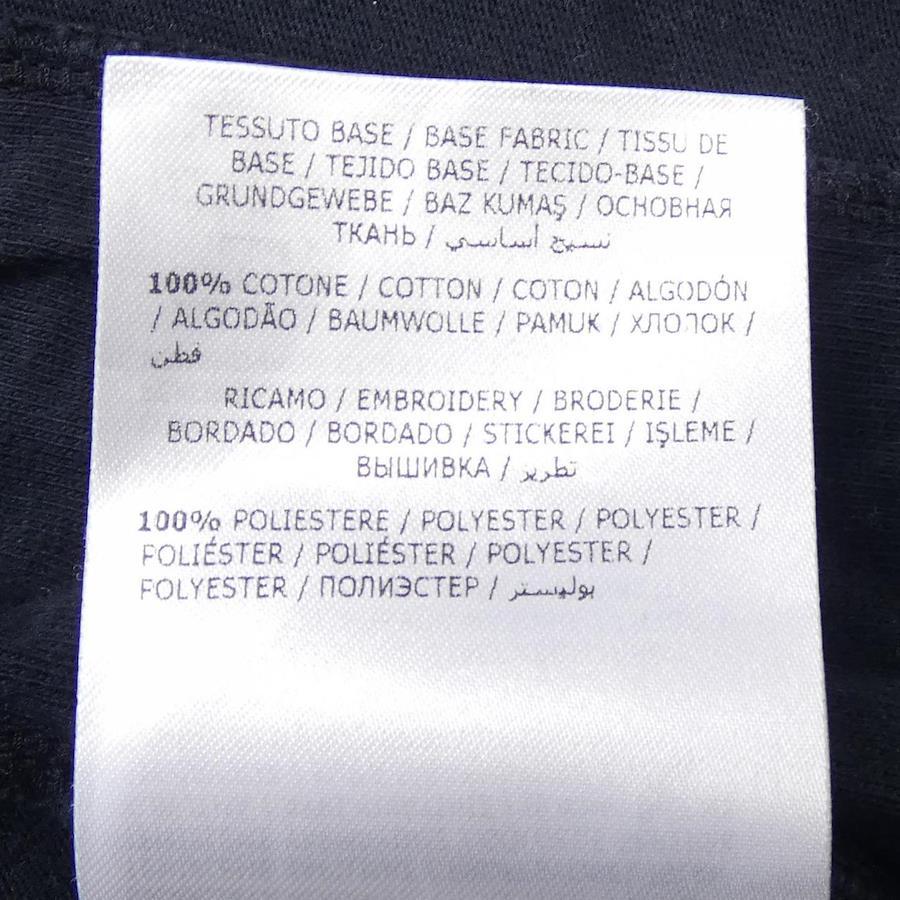 TESSUTO BASE / BASE FABRIC / TISSU DE
BASE / TEJIDO BASE / TECIDO-BASE /
GRUNDGEWEBE / BAZ KUMAŞ / ОСНОВНАЯ
ТКАНЬ / نسيج أساسي
100% COTONE / COTTON / COTON / ALGODÓN
/ ALGODÃO / BAUMWOLLE / PAMUK / ХЛОПОК /
قطن
RICAMO / EMBROIDERY / BRODERIE /
BORDADO / BORDADO / STICKEREI / IŞLEME /
ВЫШИВКА / تطريز
100% POLIESTERE / POLYESTER / POLYESTER /
POLIÉSTER / POLIÉSTER / POLYESTER /
POLYESTER / ПОЛИЭСТЕР / بوليستر